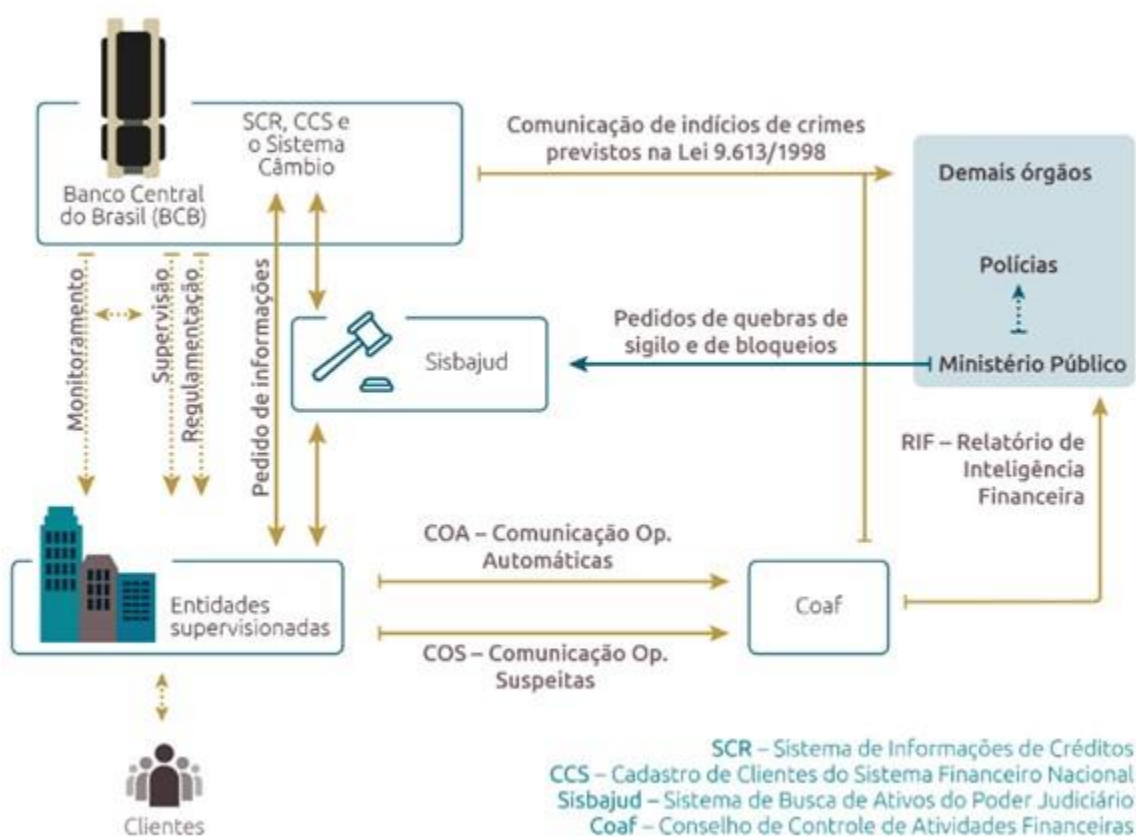 SCR, CCS e
o Sistema
Câmbio
Banco Central
do Brasil (BCB)
Comunicação de indícios de crimes
previstos na Lei 9.613/1998
Demais órgãos
Polícias
Ministério Público
Monitoramento
Supervisão
Regulamentação
Pedido de informações
Sisbajud
Pedidos de quebras de
sigilo e de bloqueios
RIF – Relatório de
Inteligência
Financeira
COA – Comunicação Op.
Automáticas
Entidades
supervisionadas
Coaf
COS – Comunicação Op.
Suspeitas
Clientes
SCR – Sistema de Informações de Créditos
CCS – Cadastro de Clientes do Sistema Financeiro Nacional
Sisbajud – Sistema de Busca de Ativos do Poder Judiciário
Coaf – Conselho de Controle de Atividades Financeiras